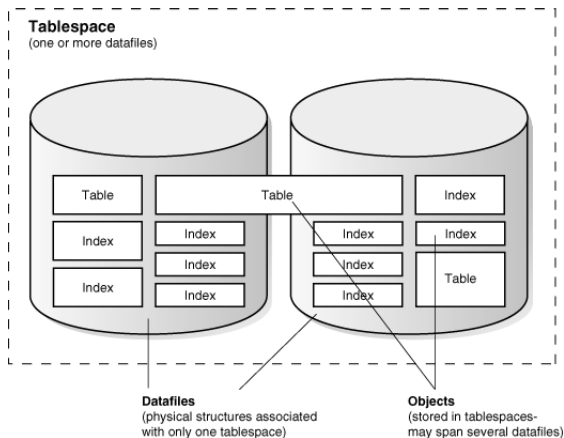 Tablespace
(one or more datafiles)
Table
Table
Index
Index
Index
Index
Index
Index
Index
Index
Table
Index
Index
Index
Datafiles
(physical structures associated
with only one tablespace)
Objects
(stored in tablespaces-
may span several datafiles)